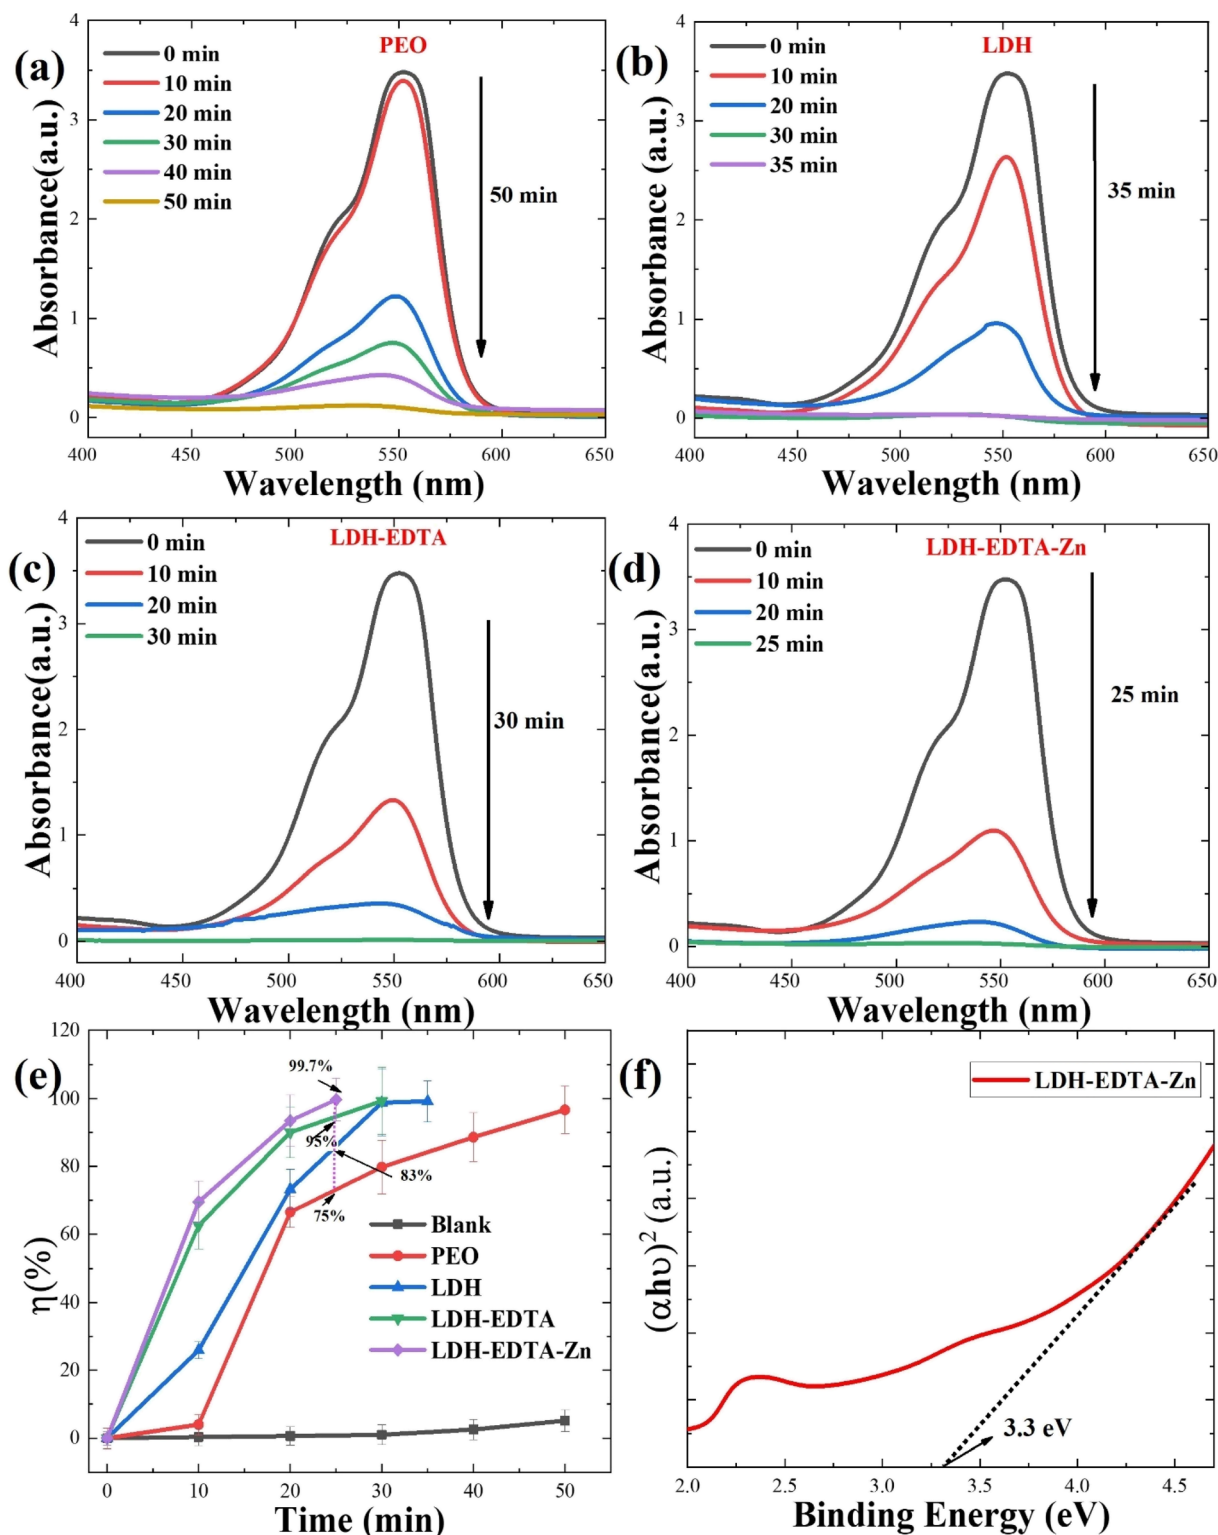 (a)
PEO
0 min
10 min
20 min
30 min
40 min
50 min
50 min
Absorbance(a.u.)
4
3
2
1
0
400 450 500 550 600 650
Wavelength (nm)
(b)
LDH
0 min
10 min
20 min
30 min
35 min
35 min
Absorbance (a.u.)
4
3
2
1
0
400 450 500 550 600 650
Wavelength (nm)
(c)
LDH-EDTA
0 min
10 min
20 min
30 min
30 min
Absorbance(a.u.)
4
3
2
1
0
400 450 500 550 600 650
Wavelength (nm)
(d)
LDH-EDTA-Zn
0 min
10 min
20 min
25 min
25 min
Absorbance(a.u.)
4
3
2
1
0
400 450 500 550 600 650
Wavelength (nm)
(e)
99.7%
95%
83%
75%
Blank
PEO
LDH
LDH-EDTA
LDH-EDTA-Zn
η(%)
120
100
80
60
40
20
0
0 10 20 30 40 50
Time (min)
(f)
LDH-EDTA-Zn
(αhυ)² (a.u.)
3.3 eV
2.0 2.5 3.0 3.5 4.0 4.5
Binding Energy (eV)